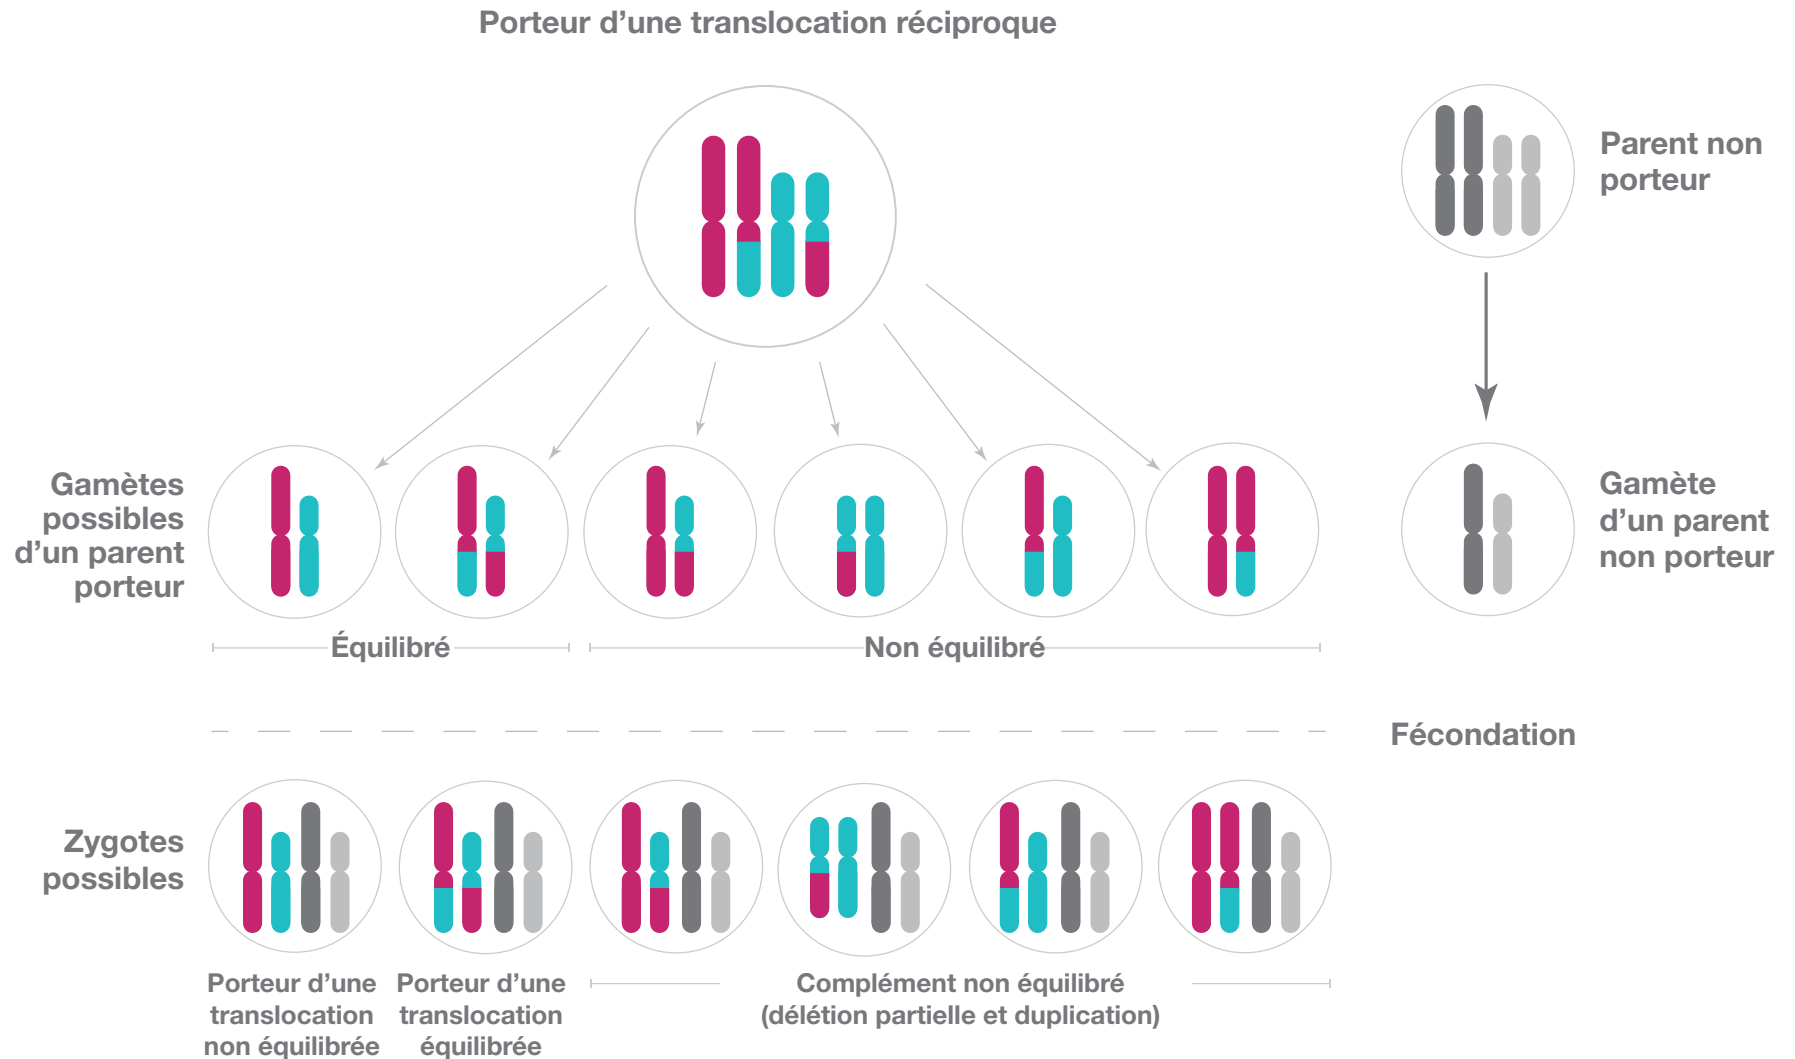 Porteur d’une translocation réciproque
Parent non
porteur
Gamètes
possibles
d’un parent
porteur
Gamète
d’un parent
non porteur
Équilibré
Non équilibré
Fécondation
Zygotes
possibles
Porteur d’une
translocation
non équilibrée
Porteur d’une
translocation
équilibrée
Complément non équilibré
(délétion partielle et duplication)